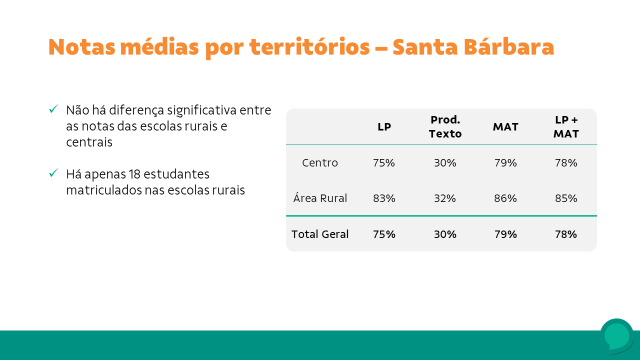 Notas médias por territórios – Santa Bárbara
✓ Não há diferença significativa entre
as notas das escolas rurais e
centrais
✓ Há apenas 18 estudantes
matriculados nas escolas rurais
LP Prod. Texto MAT LP + MAT
Centro 75% 30% 79% 78%
Área Rural 83% 32% 86% 85%
Total Geral 75% 30% 79% 78%